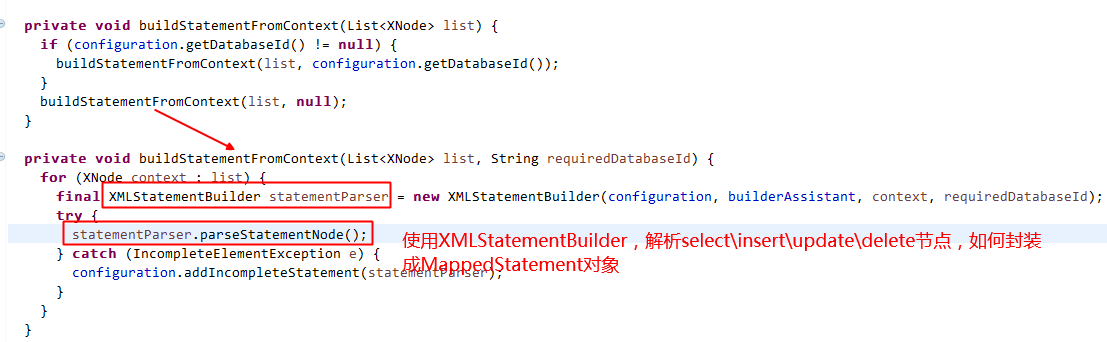 private void buildStatementFromContext(List<XNode> list) {
if (configuration.getDatabaseId() != null) {
buildStatementFromContext(list, configuration.getDatabaseId());
}
buildStatementFromContext(list, null);
}
private void buildStatementFromContext(List<XNode> list, String requiredDatabaseId) {
for (XNode context : list) {
final XMLStatementBuilder statementParser = new XMLStatementBuilder(configuration, builderAssistant, context, requiredDatabaseId);
try {
statementParser.parseStatementNode();
} catch (IncompleteElementException e) {
configuration.addIncompleteStatement(statementParser);
}
}
}
使用XMLStatementBuilder，解析select\insert\update\delete节点，如何封装
成MappedStatement对象